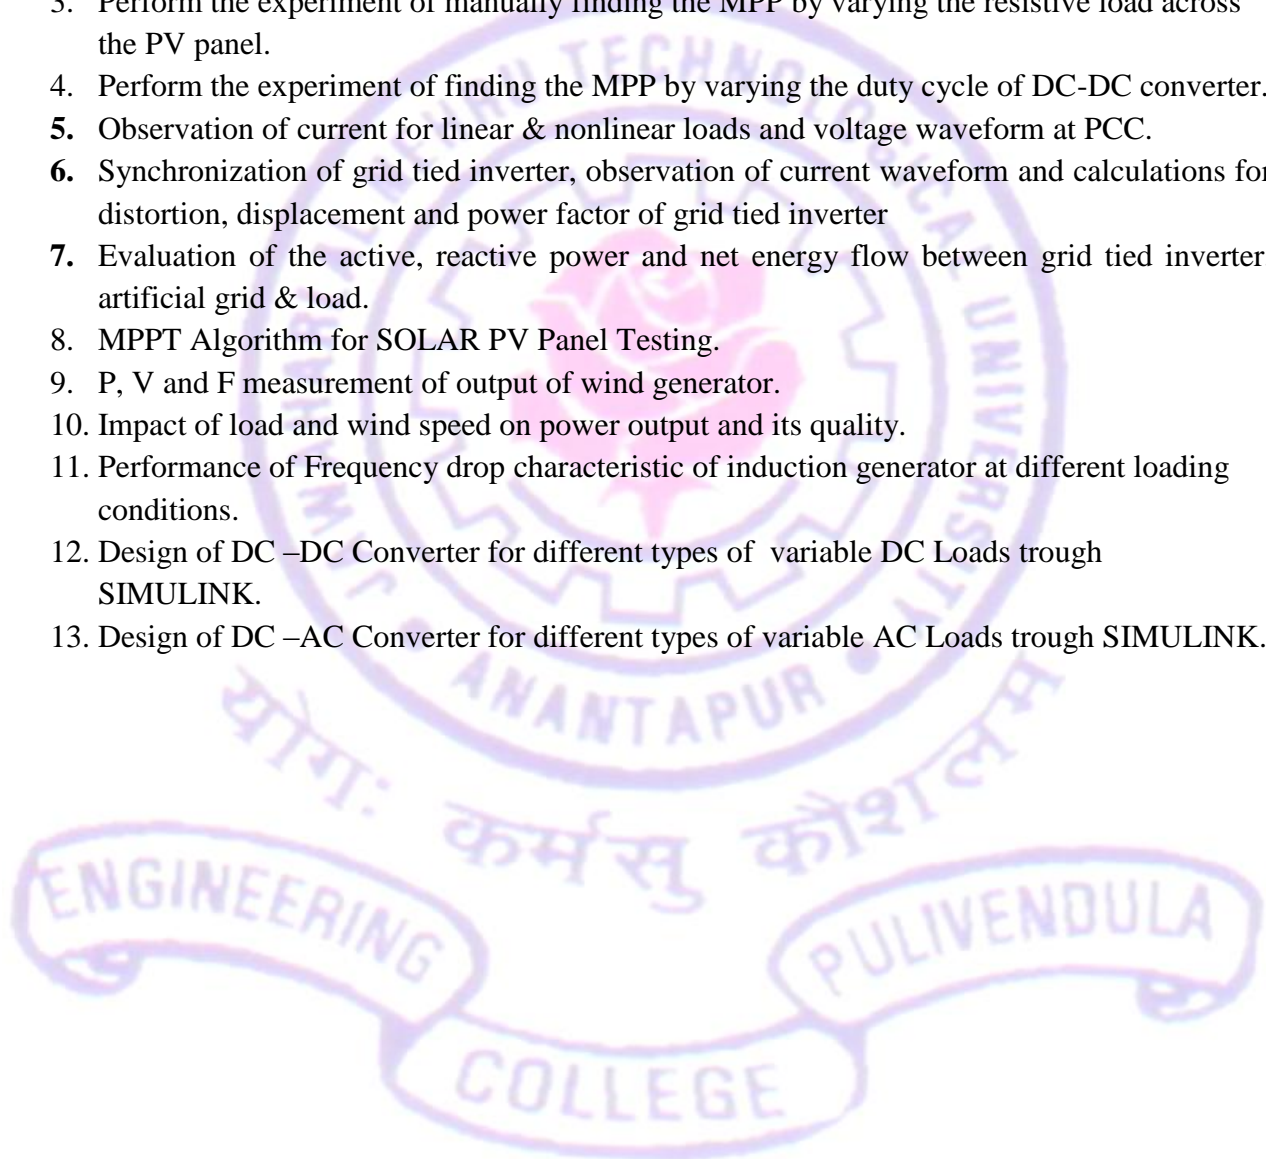 3. Perform the experiment of manually finding the MPP by varying the resistive load across
the PV panel.
4. Perform the experiment of finding the MPP by varying the duty cycle of DC-DC converter.
5. Observation of current for linear & nonlinear loads and voltage waveform at PCC.
6. Synchronization of grid tied inverter, observation of current waveform and calculations for
distortion, displacement and power factor of grid tied inverter
7. Evaluation of the active, reactive power and net energy flow between grid tied inverter
artificial grid & load.
8. MPPT Algorithm for SOLAR PV Panel Testing.
9. P, V and F measurement of output of wind generator.
10. Impact of load and wind speed on power output and its quality.
11. Performance of Frequency drop characteristic of induction generator at different loading
conditions.
12. Design of DC –DC Converter for different types of  variable DC Loads trough
SIMULINK.
13. Design of DC –AC Converter for different types of variable AC Loads trough SIMULINK.
JAWAHARLAL NEHRU TECHNOLOGICAL UNIVERSITY
ANANTAPUR
योग: कर्मसु कौशलम
ENGINEERING
COLLEGE
PULIVENDULA